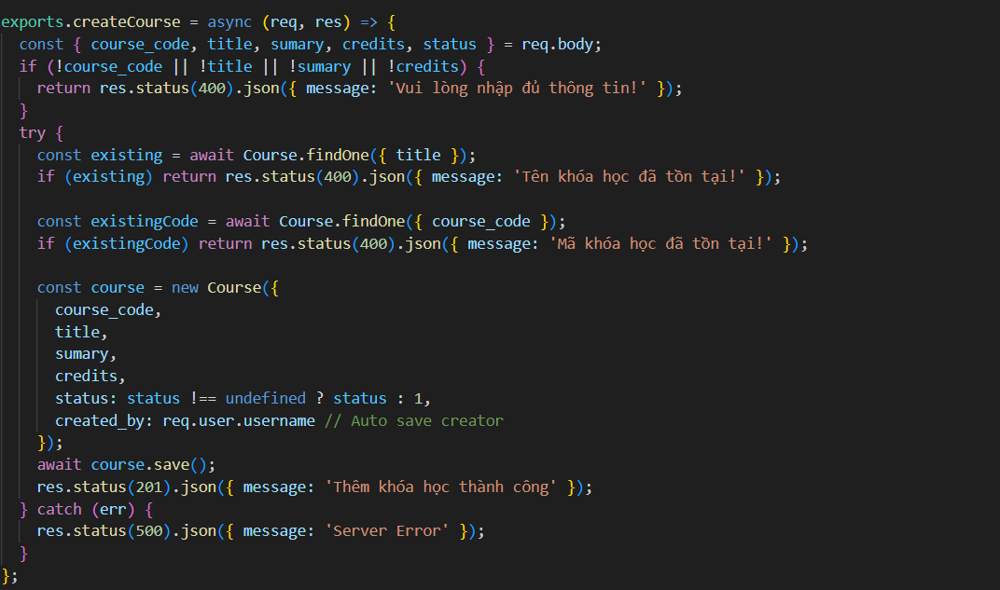 exports.createCourse = async (req, res) => {
  const { course_code, title, sumary, credits, status } = req.body;
  if (!course_code || !title || !sumary || !credits) {
    return res.status(400).json({ message: 'Vui lòng nhập đủ thông tin!' });
  }
  try {
    const existing = await Course.findOne({ title });
    if (existing) return res.status(400).json({ message: 'Tên khóa học đã tồn tại!' });

    const existingCode = await Course.findOne({ course_code });
    if (existingCode) return res.status(400).json({ message: 'Mã khóa học đã tồn tại!' });

    const course = new Course({
      course_code,
      title,
      sumary,
      credits,
      status: status !== undefined ? status : 1,
      created_by: req.user.username // Auto save creator
    });
    await course.save();
    res.status(201).json({ message: 'Thêm khóa học thành công' });
  } catch (err) {
    res.status(500).json({ message: 'Server Error' });
  }
};